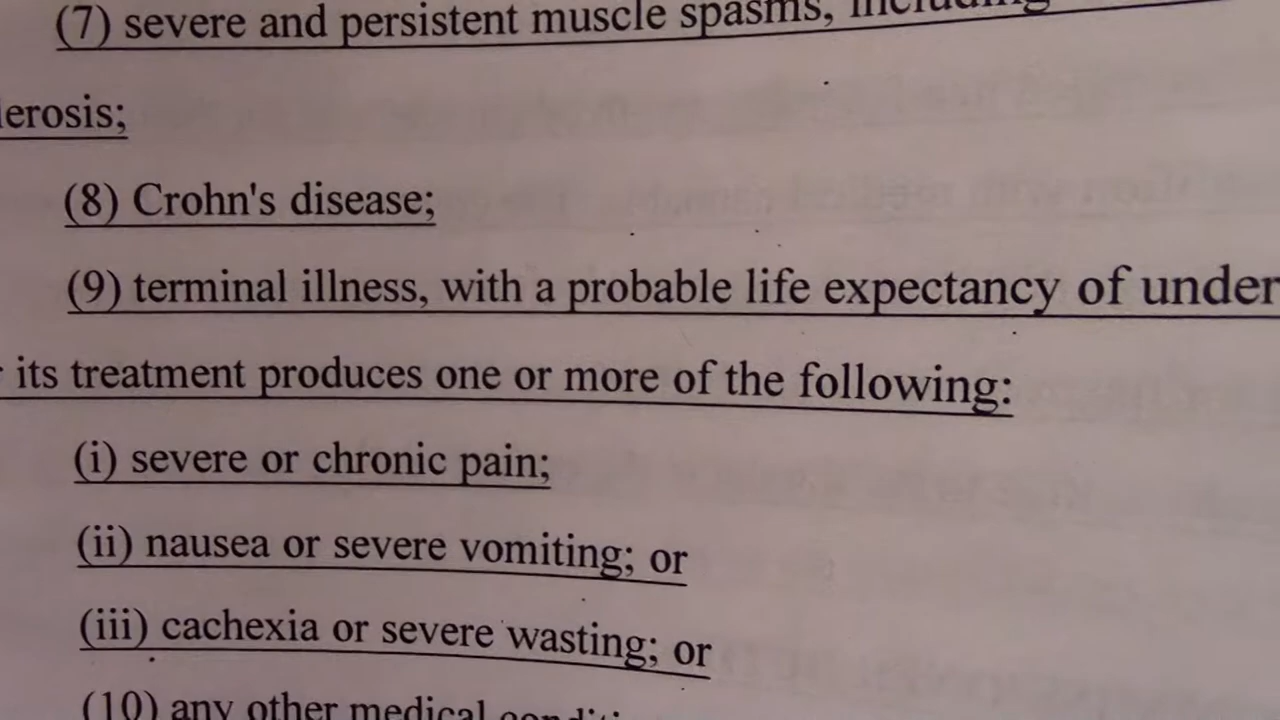 (7) severe and persistent muscle spasms, including
lerosis;
(8) Crohn's disease;
(9) terminal illness, with a probable life expectancy of under
its treatment produces one or more of the following:
(i) severe or chronic pain;
(ii) nausea or severe vomiting; or
(iii) cachexia or severe wasting; or
(10) any other medical